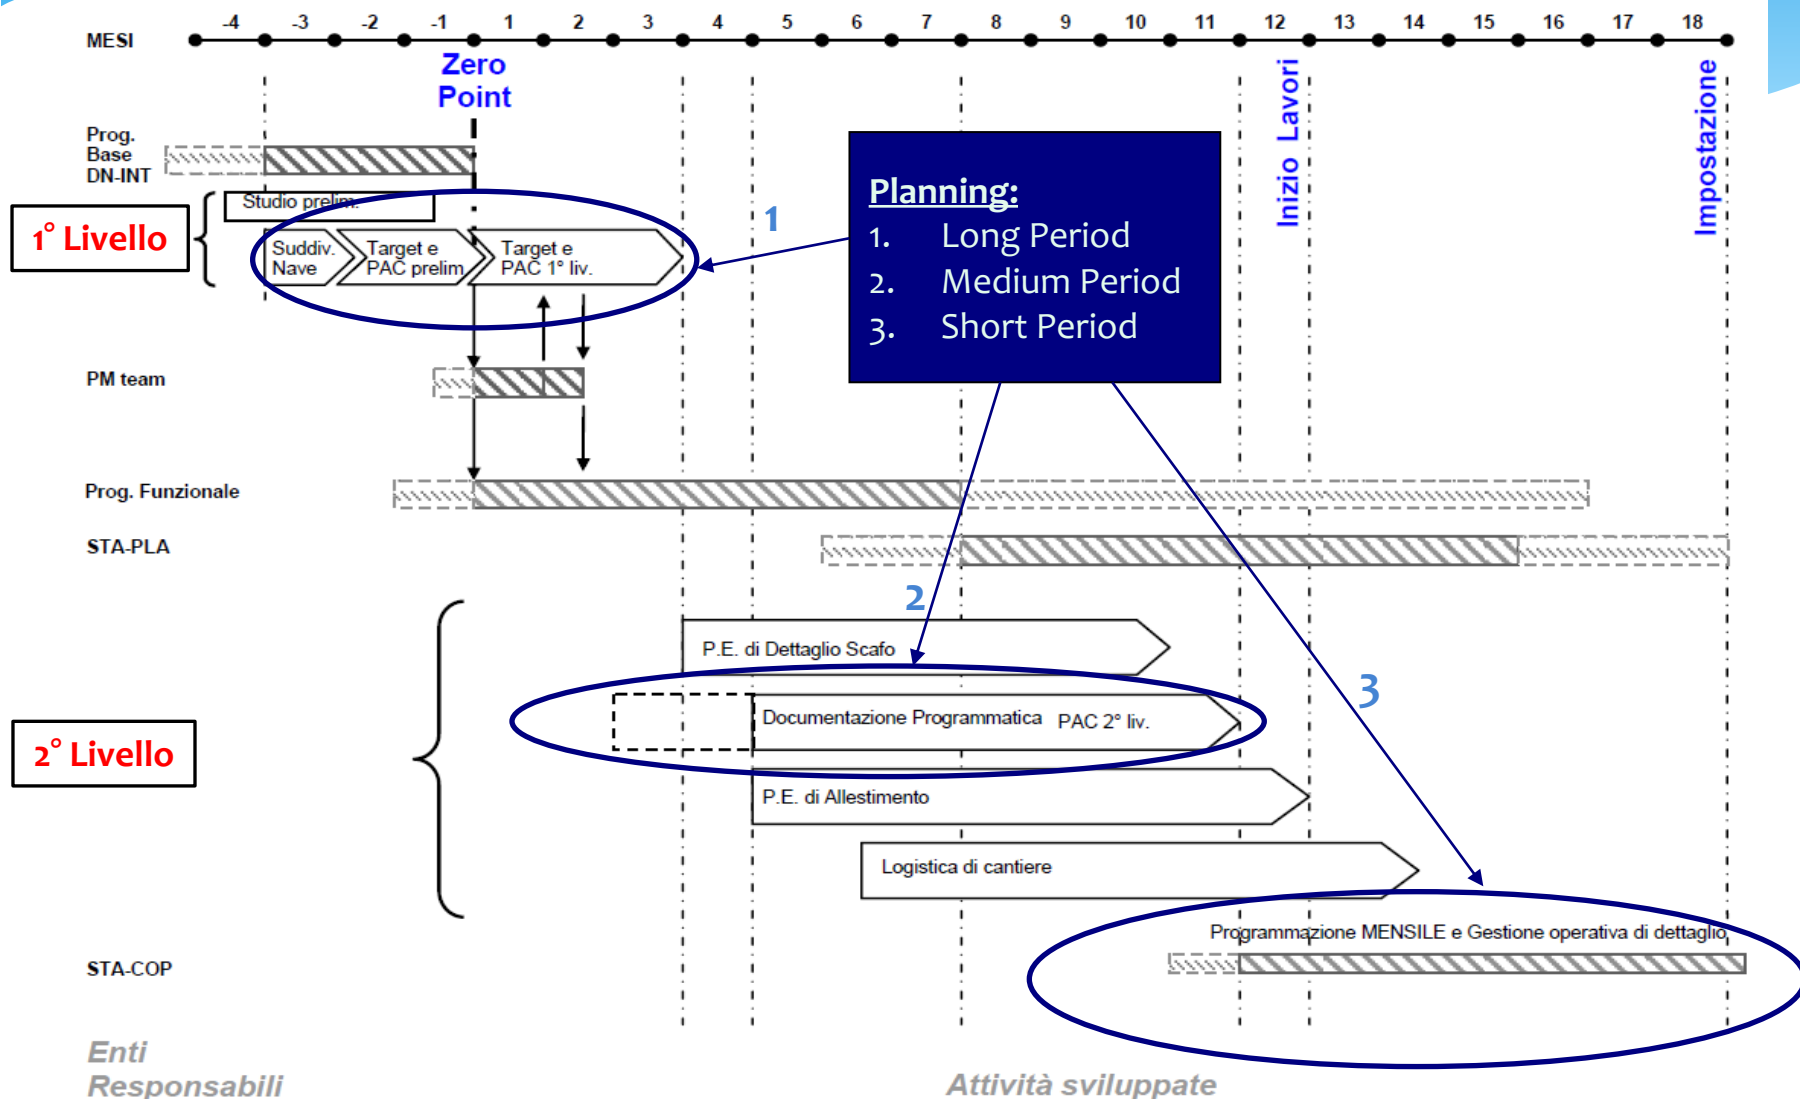 -4 -3 -2 -1 1 2 3 4 5 6 7 8 9 10 11 12 13 14 15 16 17 18
MESI
Zero
Point
Inizio Lavori
Impostazione
Prog.
Base
DN-INT
Studio prelim.
1° Livello
Suddiv.
Nave
Target e
PAC prelim
Target e
PAC 1° liv.
1
Planning:
1. Long Period
2. Medium Period
3. Short Period
PM team
Prog. Funzionale
STA-PLA
2
P.E. di Dettaglio Scafo
3
2° Livello
Documentazione Programmatica PAC 2° liv.
P.E. di Allestimento
Logistica di cantiere
Programmazione MENSILE e Gestione operativa di dettaglio
STA-COP
Enti
Responsabili
Attività sviluppate